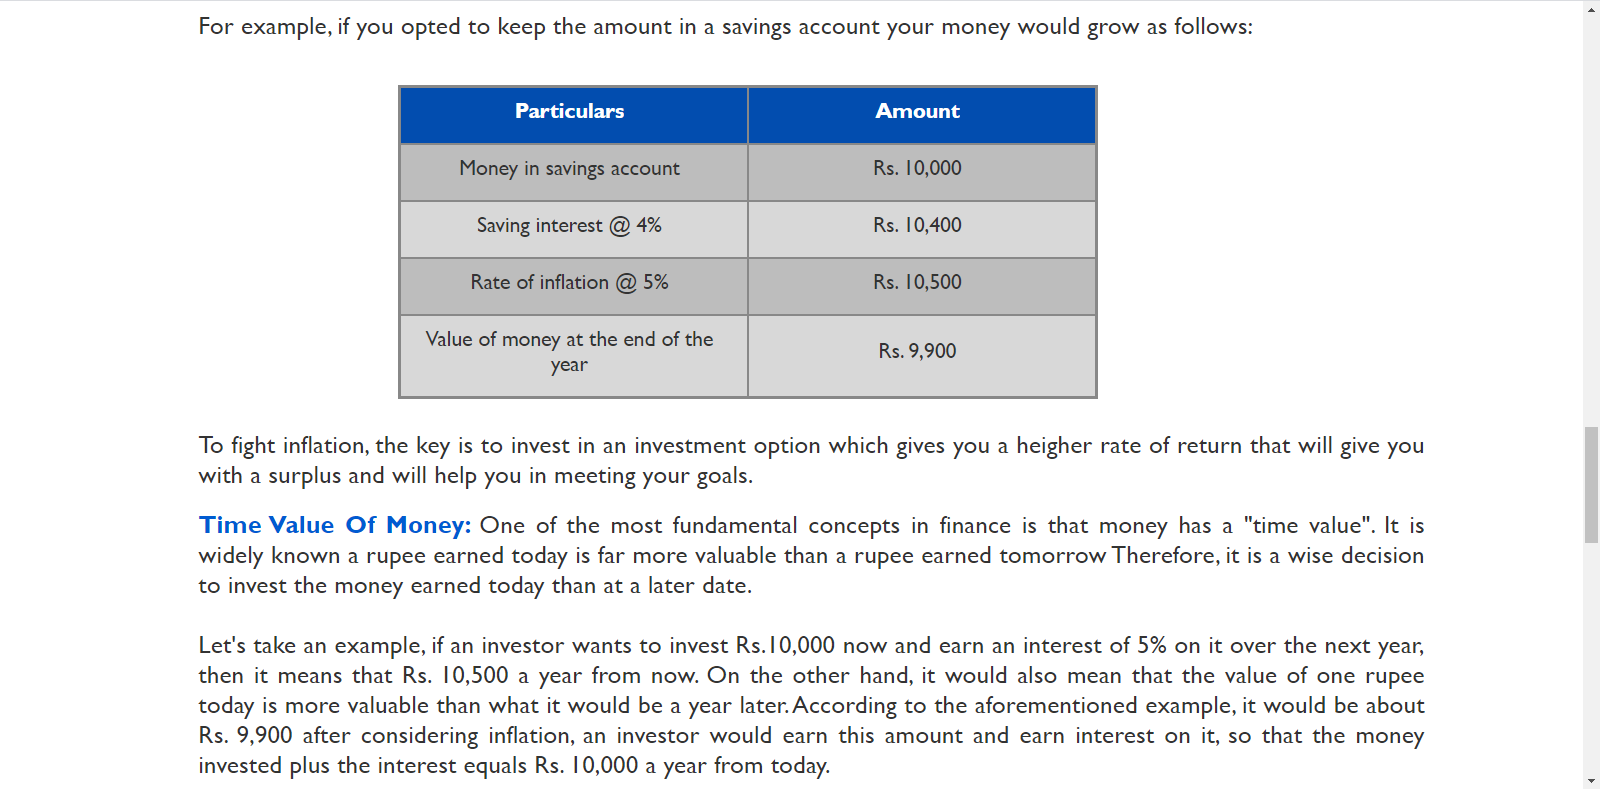 For example, if you opted to keep the amount in a savings account your money would grow as follows:
Particulars Amount
Money in savings account Rs. 10,000
Saving interest @ 4% Rs. 10,400
Rate of inflation @ 5% Rs. 10,500
Value of money at the end of the
year
Rs. 9,900
To fight inflation, the key is to invest in an investment option which gives you a heigher rate of return that will give you
with a surplus and will help you in meeting your goals.
Time Value Of Money: One of the most fundamental concepts in finance is that money has a "time value". It is
widely known a rupee earned today is far more valuable than a rupee earned tomorrow Therefore, it is a wise decision
to invest the money earned today than at a later date.
Let's take an example, if an investor wants to invest Rs.10,000 now and earn an interest of 5% on it over the next year,
then it means that Rs. 10,500 a year from now. On the other hand, it would also mean that the value of one rupee
today is more valuable than what it would be a year later. According to the aforementioned example, it would be about
Rs. 9,900 after considering inflation, an investor would earn this amount and earn interest on it, so that the money
invested plus the interest equals Rs. 10,000 a year from today.